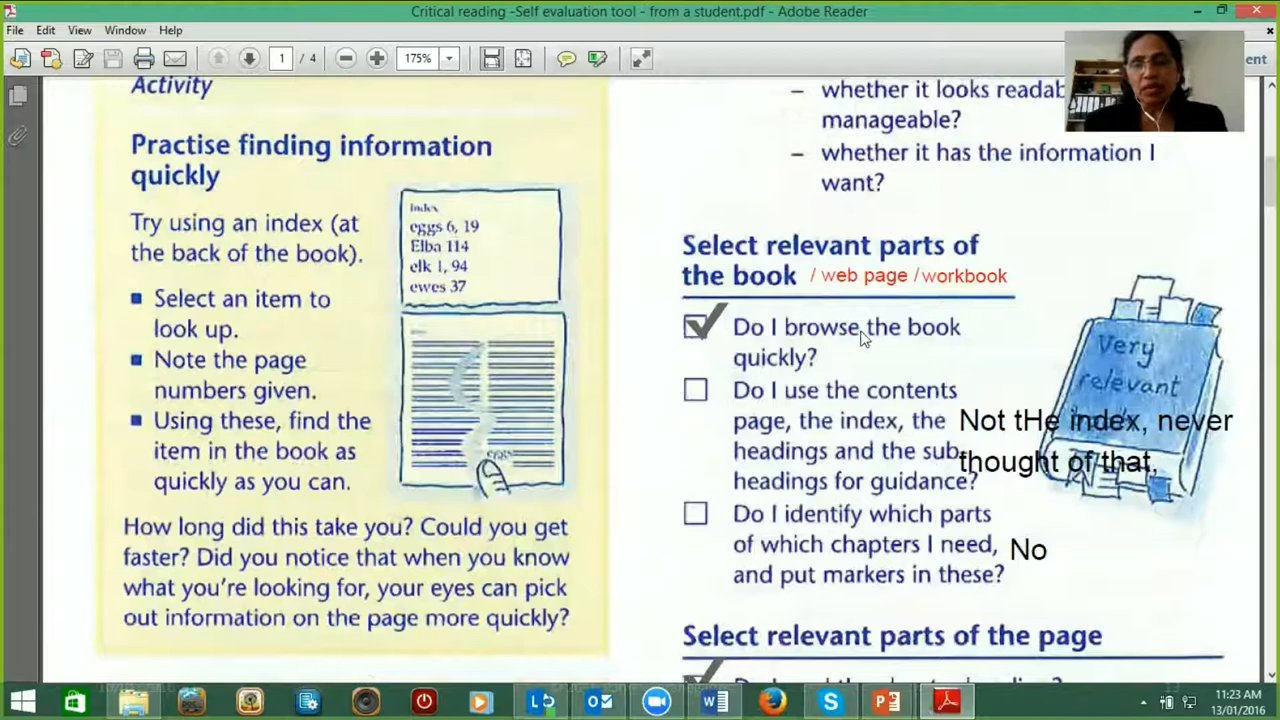 Critical reading -Self evaluation tool - from a student.pdf - Adobe Reader
File Edit View Window Help
1 / 4
175%
ent
Activity
Practise finding information
quickly
Try using an index (at
the back of the book).
Select an item to
look up.
Note the page
numbers given.
Using these, find the
item in the book as
quickly as you can.
Index
eggs 6, 19
Elba 114
elk 1, 94
ewes 37
eggs
How long did this take you? Could you get
faster? Did you notice that when you know
what you're looking for, your eyes can pick
out information on the page more quickly?
– whether it looks readab
manageable?
– whether it has the information I
want?
Select relevant parts of
the book / web page /workbook
Do I browse the book
quickly?
Do I use the contents
page, the index, the
headings and the sub
headings for guidance?
Not tHe index, never
thought of that,
Do I identify which parts
of which chapters I need,
and put markers in these?
No
Very
relevant
Select relevant parts of the page
11:23 AM
13/01/2016